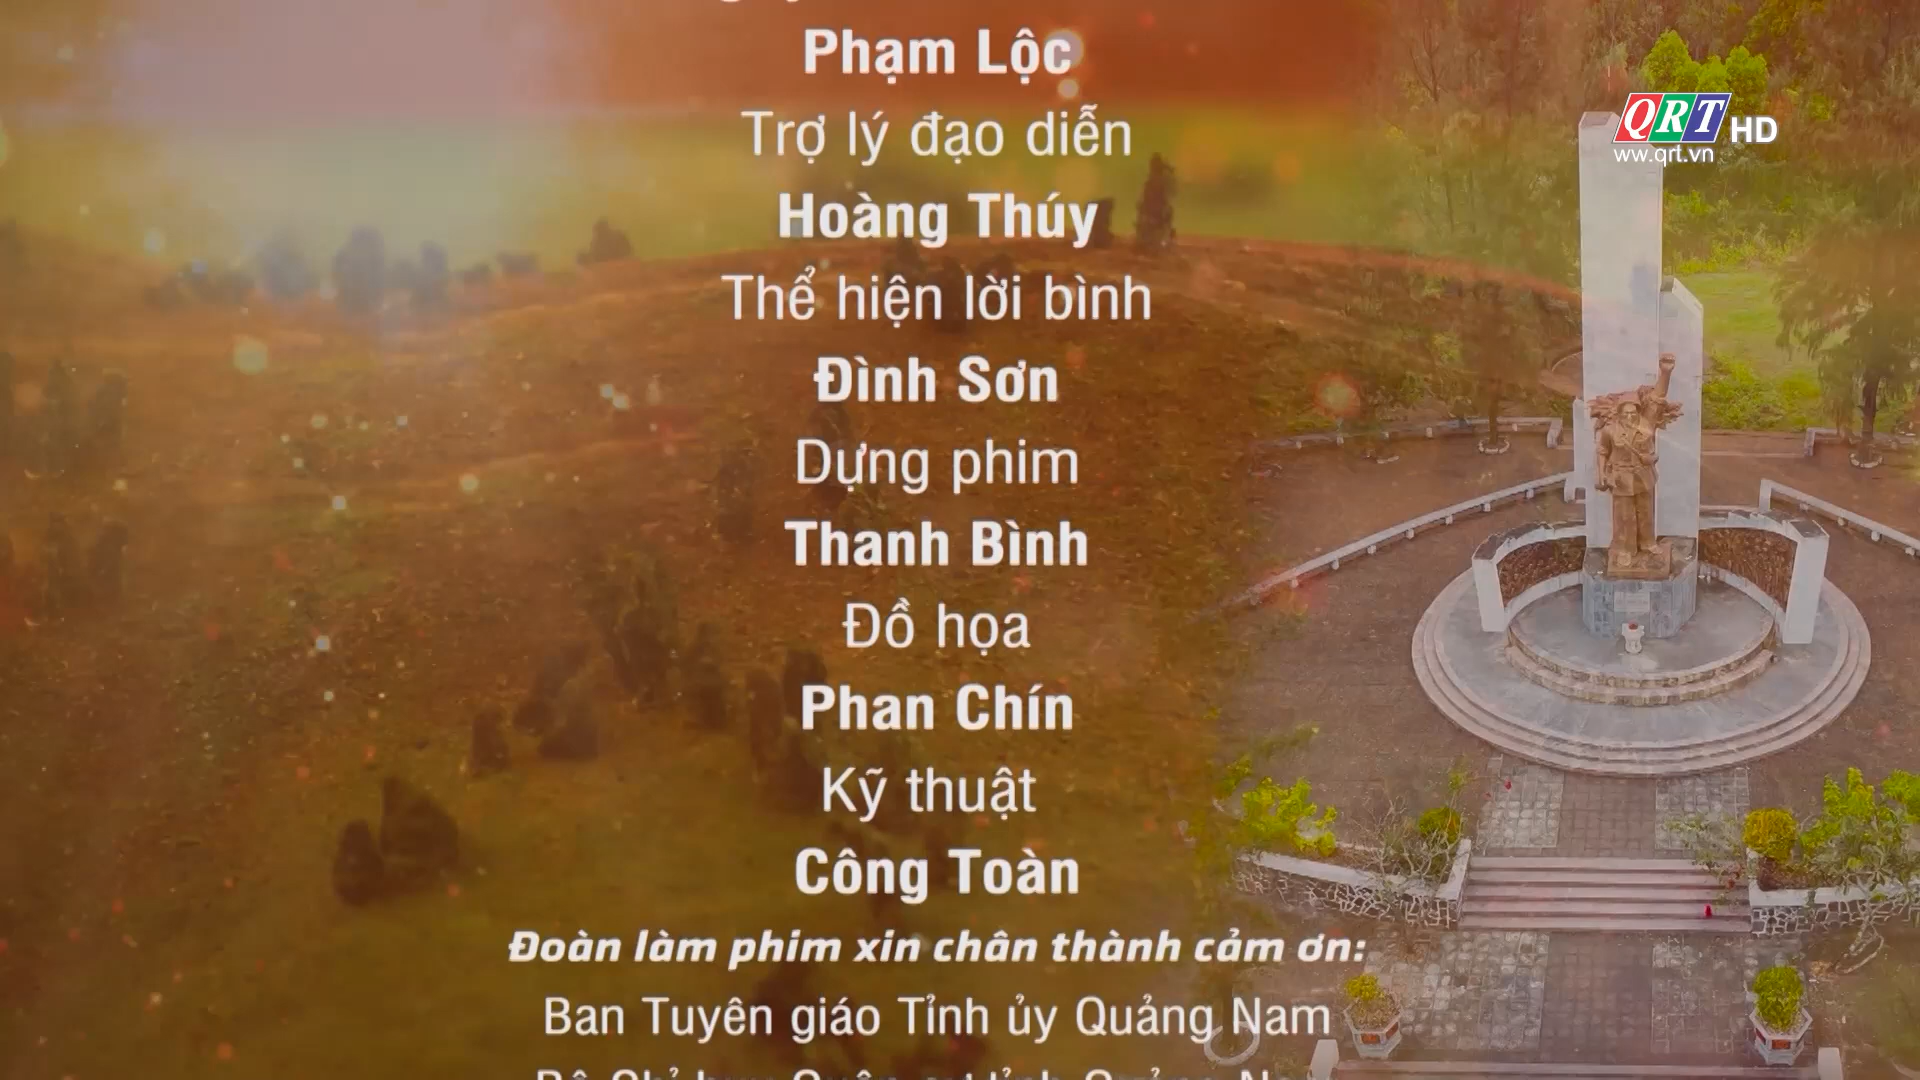 Phạm Lộc
Trợ lý đạo diễn
Hoàng Thúy
Thể hiện lời bình
Đình Sơn
Dựng phim
Thanh Bình
Đồ họa
Phan Chín
Kỹ thuật
Công Toàn
Đoàn làm phim xin chân thành cảm ơn:
Ban Tuyên giáo Tỉnh ủy Quảng Nam
QRT HD
ww.qrt.vn